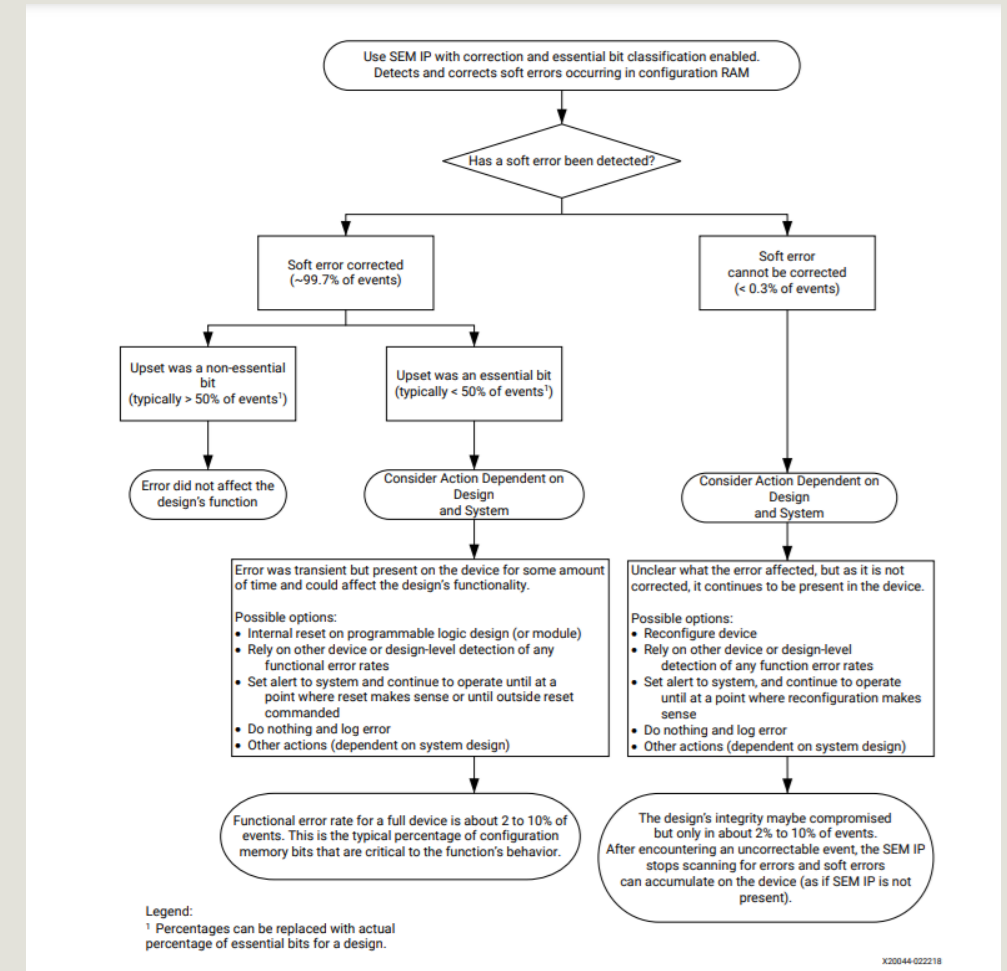 Use SEM IP with correction and essential bit classification enabled.
Detects and corrects soft errors occurring in configuration RAM
Has a soft error been detected?
Soft error corrected
(~99.7% of events)
Soft error
cannot be corrected
(< 0.3% of events)
Upset was a non-essential
bit
(typically > 50% of events¹)
Upset was an essential bit
(typically < 50% of events¹)
Error did not affect the
design's function
Consider Action Dependent on
Design
and System
Consider Action Dependent on
Design
and System
Error was transient but present on the device for some amount
of time and could affect the design's functionality.
Possible options:
• Internal reset on programmable logic design (or module)
• Rely on other device or design-level detection of any
functional error rates
• Set alert to system and continue to operate until at a
point where reset makes sense or until outside reset
commanded
• Do nothing and log error
• Other actions (dependent on system design)
Unclear what the error affected, but as it is not
corrected, it continues to be present in the device.
Possible options:
• Reconfigure device
• Rely on other device or design-level
detection of any function error rates
• Set alert to system, and continue to operate
until at a point where reconfiguration makes
sense
• Do nothing and log error
• Other actions (dependent on system design)
Functional error rate for a full device is about 2 to 10% of
events. This is the typical percentage of configuration
memory bits that are critical to the function's behavior.
The design's integrity maybe compromised
but only in about 2% to 10% of events.
After encountering an uncorrectable event, the SEM IP
stops scanning for errors and soft errors
can accumulate on the device (as if SEM IP is not
present).
Legend:
¹ Percentages can be replaced with actual
percentage of essential bits for a design.
X20044-022218